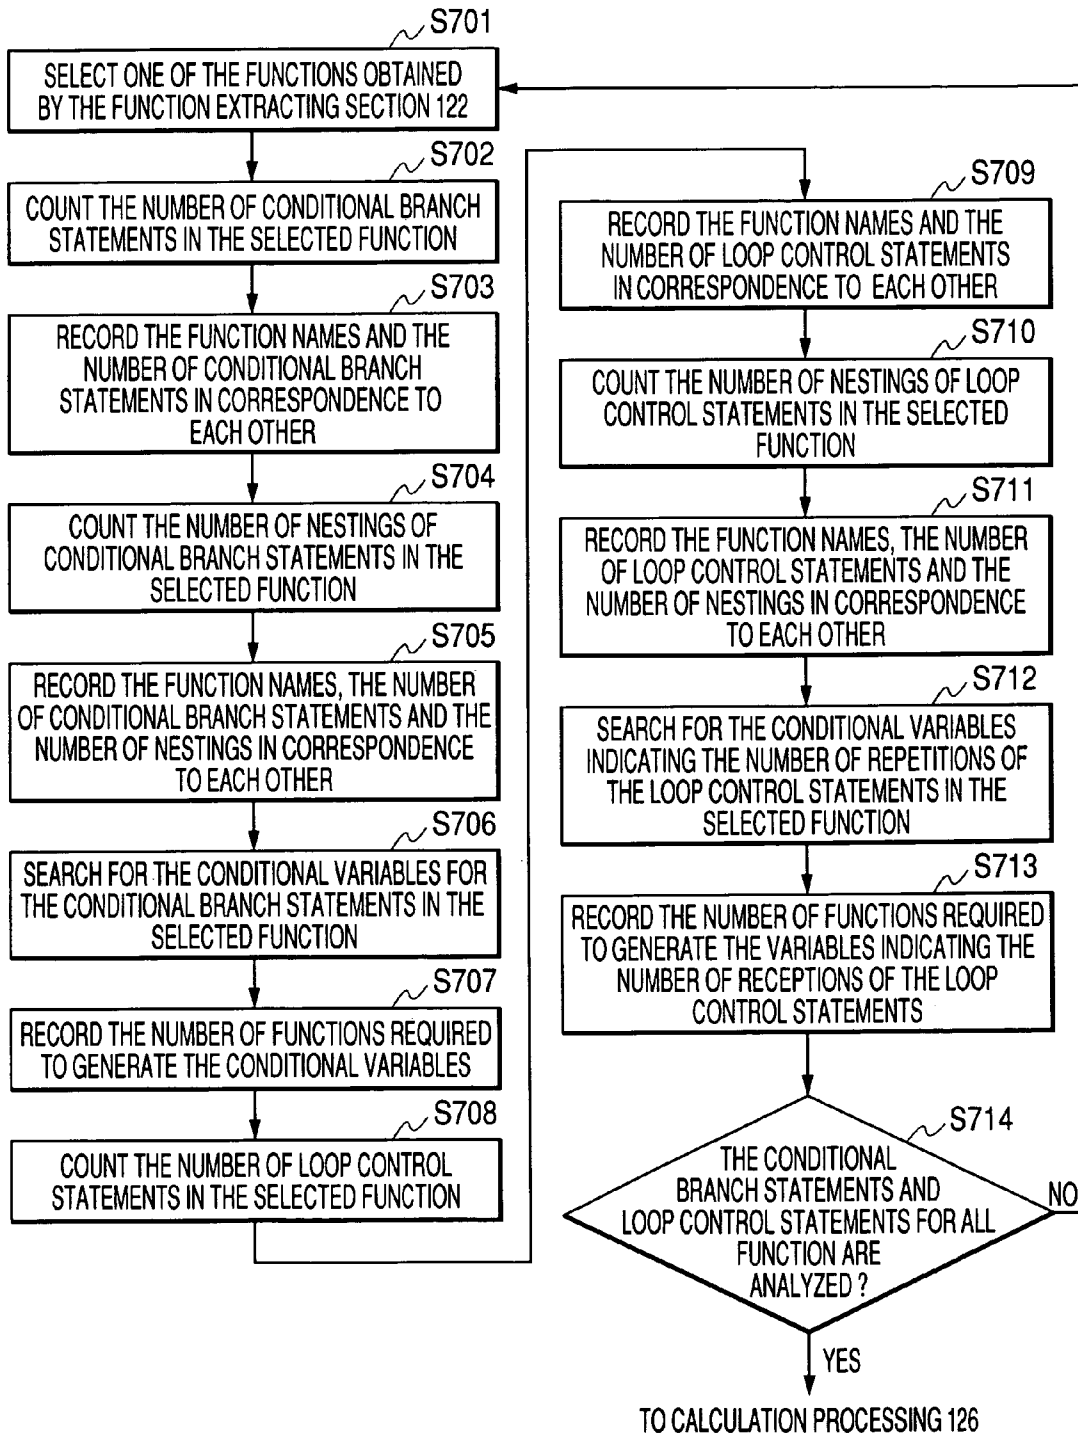 S701
SELECT ONE OF THE FUNCTIONS OBTAINED
BY THE FUNCTION EXTRACTING SECTION 122
S702
COUNT THE NUMBER OF CONDITIONAL BRANCH
STATEMENTS IN THE SELECTED FUNCTION
S703
RECORD THE FUNCTION NAMES AND THE
NUMBER OF CONDITIONAL BRANCH
STATEMENTS IN CORRESPONDENCE TO
EACH OTHER
S704
COUNT THE NUMBER OF NESTINGS OF
CONDITIONAL BRANCH STATEMENTS IN THE
SELECTED FUNCTION
S705
RECORD THE FUNCTION NAMES, THE NUMBER
OF CONDITIONAL BRANCH STATEMENTS AND THE
NUMBER OF NESTINGS IN CORRESPONDENCE
TO EACH OTHER
S706
SEARCH FOR THE CONDITIONAL VARIABLES FOR
THE CONDITIONAL BRANCH STATEMENTS IN THE
SELECTED FUNCTION
S707
RECORD THE NUMBER OF FUNCTIONS REQUIRED
TO GENERATE THE CONDITIONAL VARIABLES
S708
COUNT THE NUMBER OF LOOP CONTROL
STATEMENTS IN THE SELECTED FUNCTION
S709
RECORD THE FUNCTION NAMES AND THE
NUMBER OF LOOP CONTROL STATEMENTS
IN CORRESPONDENCE TO EACH OTHER
S710
COUNT THE NUMBER OF NESTINGS OF LOOP
CONTROL STATEMENTS IN THE SELECTED
FUNCTION
S711
RECORD THE FUNCTION NAMES, THE NUMBER
OF LOOP CONTROL STATEMENTS AND THE
NUMBER OF NESTINGS IN CORRESPONDENCE
TO EACH OTHER
S712
SEARCH FOR THE CONDITIONAL VARIABLES
INDICATING THE NUMBER OF REPETITIONS OF
THE LOOP CONTROL STATEMENTS IN THE
SELECTED FUNCTION
S713
RECORD THE NUMBER OF FUNCTIONS REQUIRED
TO GENERATE THE VARIABLES INDICATING THE
NUMBER OF RECEPTIONS OF THE LOOP
CONTROL STATEMENTS
S714
THE CONDITIONAL
BRANCH STATEMENTS AND
LOOP CONTROL STATEMENTS FOR ALL
FUNCTION ARE
ANALYZED ?
NO
YES
TO CALCULATION PROCESSING 126